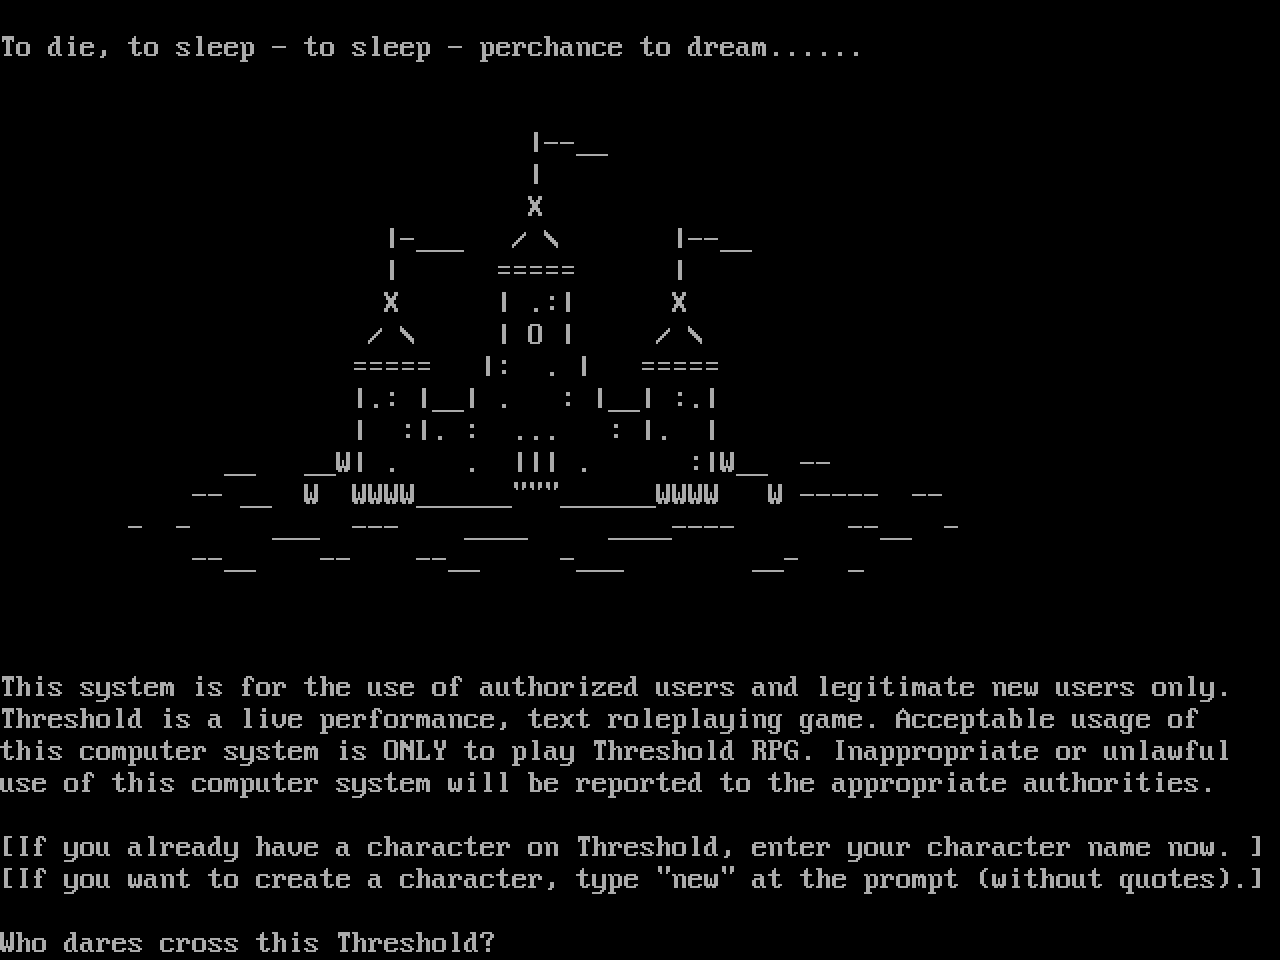 To die, to sleep - to sleep - perchance to dream......
This system is for the use of authorized users and legitimate new users only.
Threshold is a live performance, text roleplaying game. Acceptable usage of
this computer system is ONLY to play Threshold RPG. Inappropriate or unlawful
use of this computer system will be reported to the appropriate authorities.
[If you already have a character on Threshold, enter your character name now. ]
[If you want to create a character, type "new" at the prompt (without quotes).]
Who dares cross this Threshold?